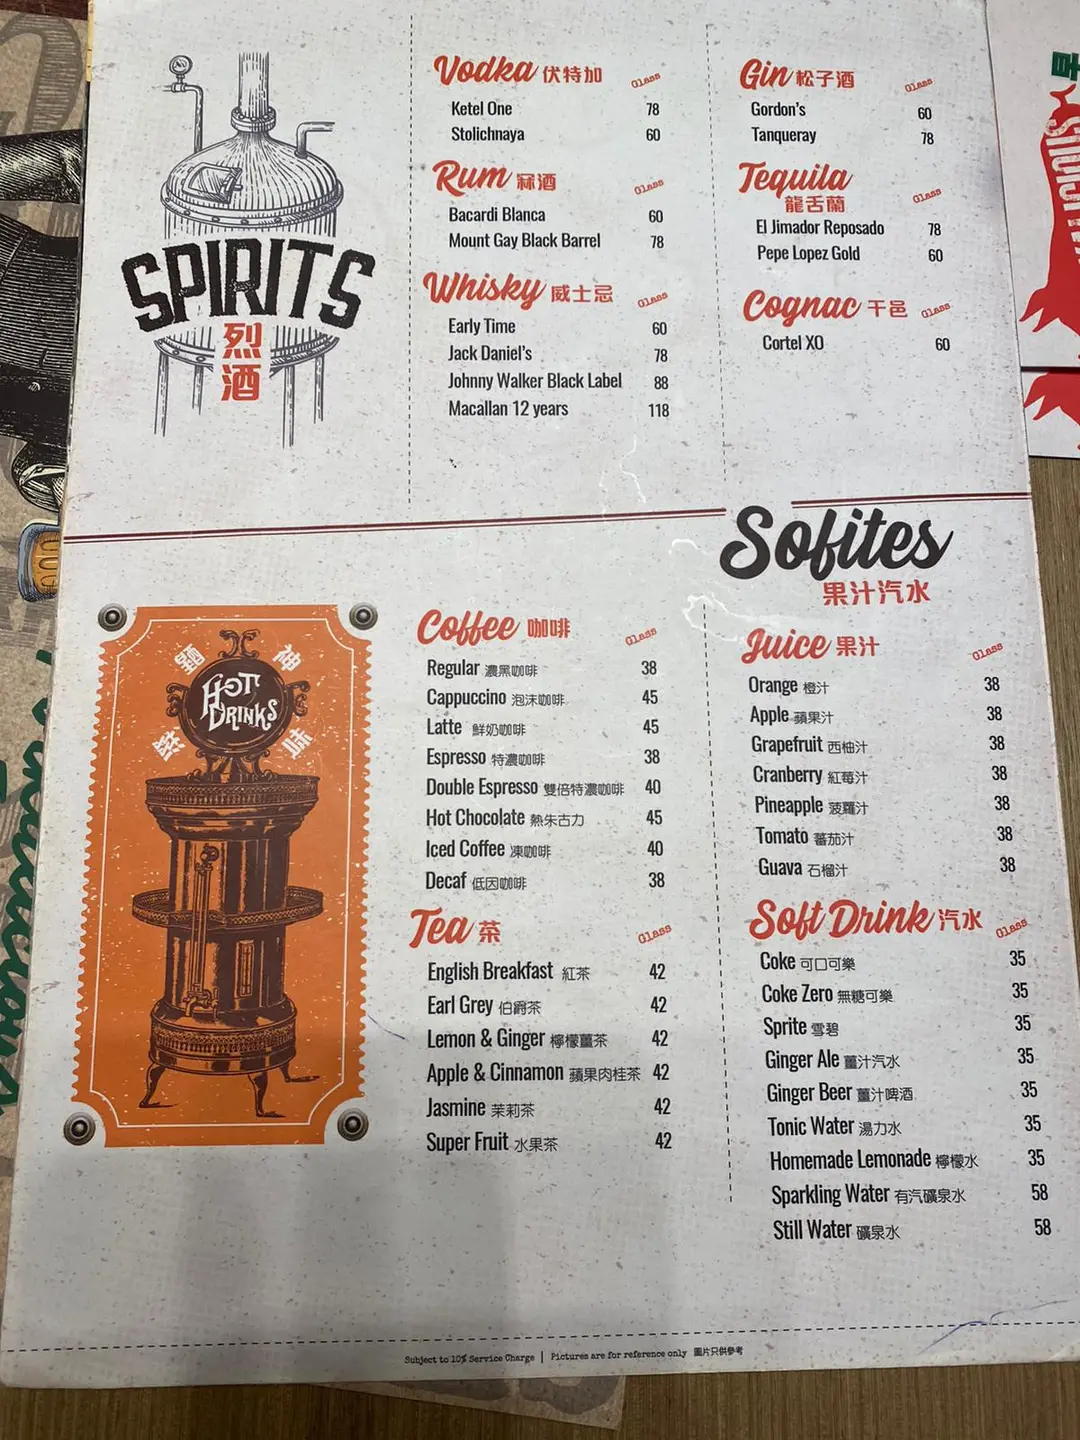 SPIRITS
烈
酒
Vodka 伏特加 Glass
Ketel One 78
Stolichnaya 60
Rum 冧酒 Glass
Bacardi Blanca 60
Mount Gay Black Barrel 78
Whisky 威士忌 Glass
Early Time 60
Jack Daniel's 78
Johnny Walker Black Label 88
Macallan 12 years 118
Gin 松子酒 Glass
Gordon's 60
Tanqueray 78
Tequila
龍舌蘭 Glass
El Jimador Reposado 78
Pepe Lopez Gold 60
Cognac 干邑 Glass
Cortel XO 60
HOT
DRINKS
Coffee 咖啡 Glass
Regular 濃黑咖啡 38
Cappuccino 泡沫咖啡 45
Latte 鮮奶咖啡 45
Espresso 特濃咖啡 38
Double Espresso 雙倍特濃咖啡 40
Hot Chocolate 熱朱古力 45
Iced Coffee 凍咖啡 40
Decaf 低因咖啡 38
Tea 茶 Glass
English Breakfast 紅茶 42
Earl Grey 伯爵茶 42
Lemon & Ginger 檸檬薑茶 42
Apple & Cinnamon 蘋果肉桂茶 42
Jasmine 茉莉茶 42
Super Fruit 水果茶 42
Sofites
果汁汽水
Juice 果汁 Glass
Orange 橙汁 38
Apple 蘋果汁 38
Grapefruit 西柚汁 38
Cranberry 紅莓汁 38
Pineapple 菠蘿汁 38
Tomato 蕃茄汁 38
Guava 石榴汁 38
Soft Drink 汽水 Glass
Coke 可口可樂 35
Coke Zero 無糖可樂 35
Sprite 雪碧 35
Ginger Ale 薑汁汽水 35
Ginger Beer 薑汁啤酒 35
Tonic Water 湯力水 35
Homemade Lemonade 檸檬水 35
Sparkling Water 有汽礦泉水 58
Still Water 礦泉水 58
Subject to 10% Service Charge | Pictures are for reference only 圖片只供參考